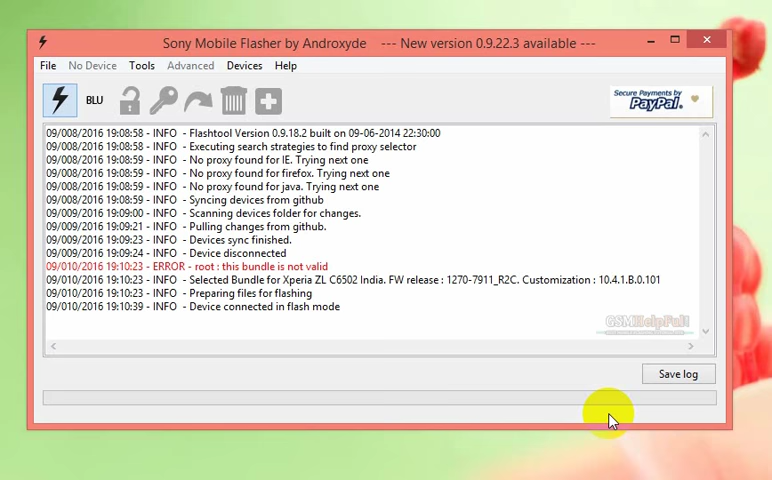 Sony Mobile Flasher by Androxyde --- New version 0.9.22.3 available ---
File No Device Tools Advanced Devices Help
BLU
Secure Payments by
PayPal.
09/008/2016 19:08:58 - INFO - Flashtool Version 0.9.18.2 built on 09-06-2014 22:30:00
09/008/2016 19:08:58 - INFO - Executing search strategies to find proxy selector
09/008/2016 19:08:59 - INFO - No proxy found for IE. Trying next one
09/008/2016 19:08:59 - INFO - No proxy found for firefox. Trying next one
09/008/2016 19:08:59 - INFO - No proxy found for java. Trying next one
09/008/2016 19:08:59 - INFO - Syncing devices from github
09/009/2016 19:09:00 - INFO - Scanning devices folder for changes.
09/009/2016 19:09:21 - INFO - Pulling changes from github.
09/009/2016 19:09:23 - INFO - Devices sync finished.
09/009/2016 19:09:24 - INFO - Device disconnected
09/010/2016 19:10:23 - ERROR - root : this bundle is not valid
09/010/2016 19:10:23 - INFO - Selected Bundle for Xperia ZL C6502 India. FW release : 1270-7911_R2C. Customization : 10.4.1.B.0.101
09/010/2016 19:10:23 - INFO - Preparing files for flashing
09/010/2016 19:10:39 - INFO - Device connected in flash mode
GSMHelpFul!
Save log